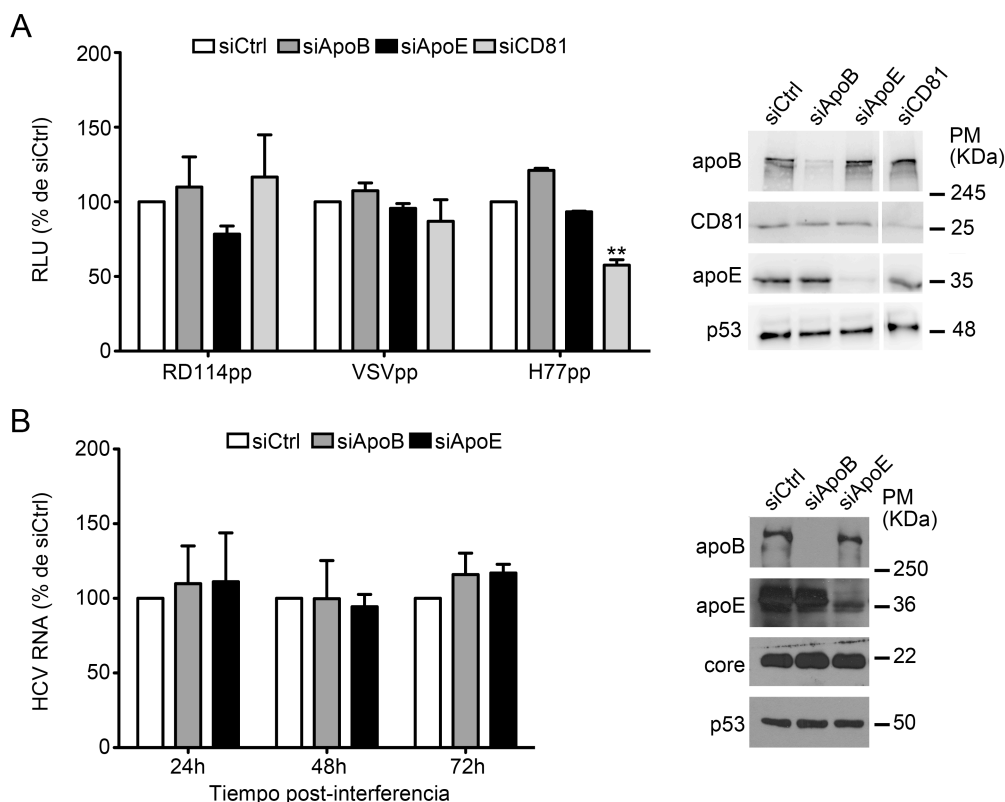 A
siCtrl siApoB siApoE siCD81
200
150
100
50
0
RLU (% de siCtrl)
**
RD114pp VSVpp H77pp
siCtrl siApoB siApoE siCD81
PM
(KDa)
apoB
245
CD81 25
apoE 35
p53 48
B
siCtrl siApoB siApoE
200
150
100
50
0
HCV RNA (% de siCtrl)
24h 48h 72h
Tiempo post-interferencia
siCtrl siApoB siApoE
PM
(KDa)
apoB
250
apoE 36
core 22
p53 50